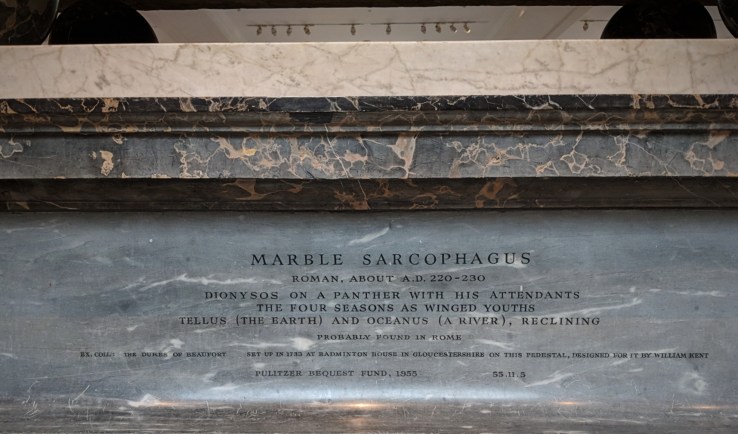 MARBLE SARCOPHAGUS
ROMAN, ABOUT A.D. 220-230
DIONYSOS ON A PANTHER WITH HIS ATTENDANTS
THE FOUR SEASONS AS WINGED YOUTHS
TELLUS (THE EARTH) AND OCEANUS (A RIVER), RECLINING
PROBABLY FOUND IN ROME
EX. COLL. THE DUKES OF BEAUFORT SET UP IN 1733 AT BADMINTON HOUSE IN GLOUCESTERSHIRE ON THIS PEDESTAL, DESIGNED FOR IT BY WILLIAM KENT
PULITZER BEQUEST FUND, 1955 55.11.5